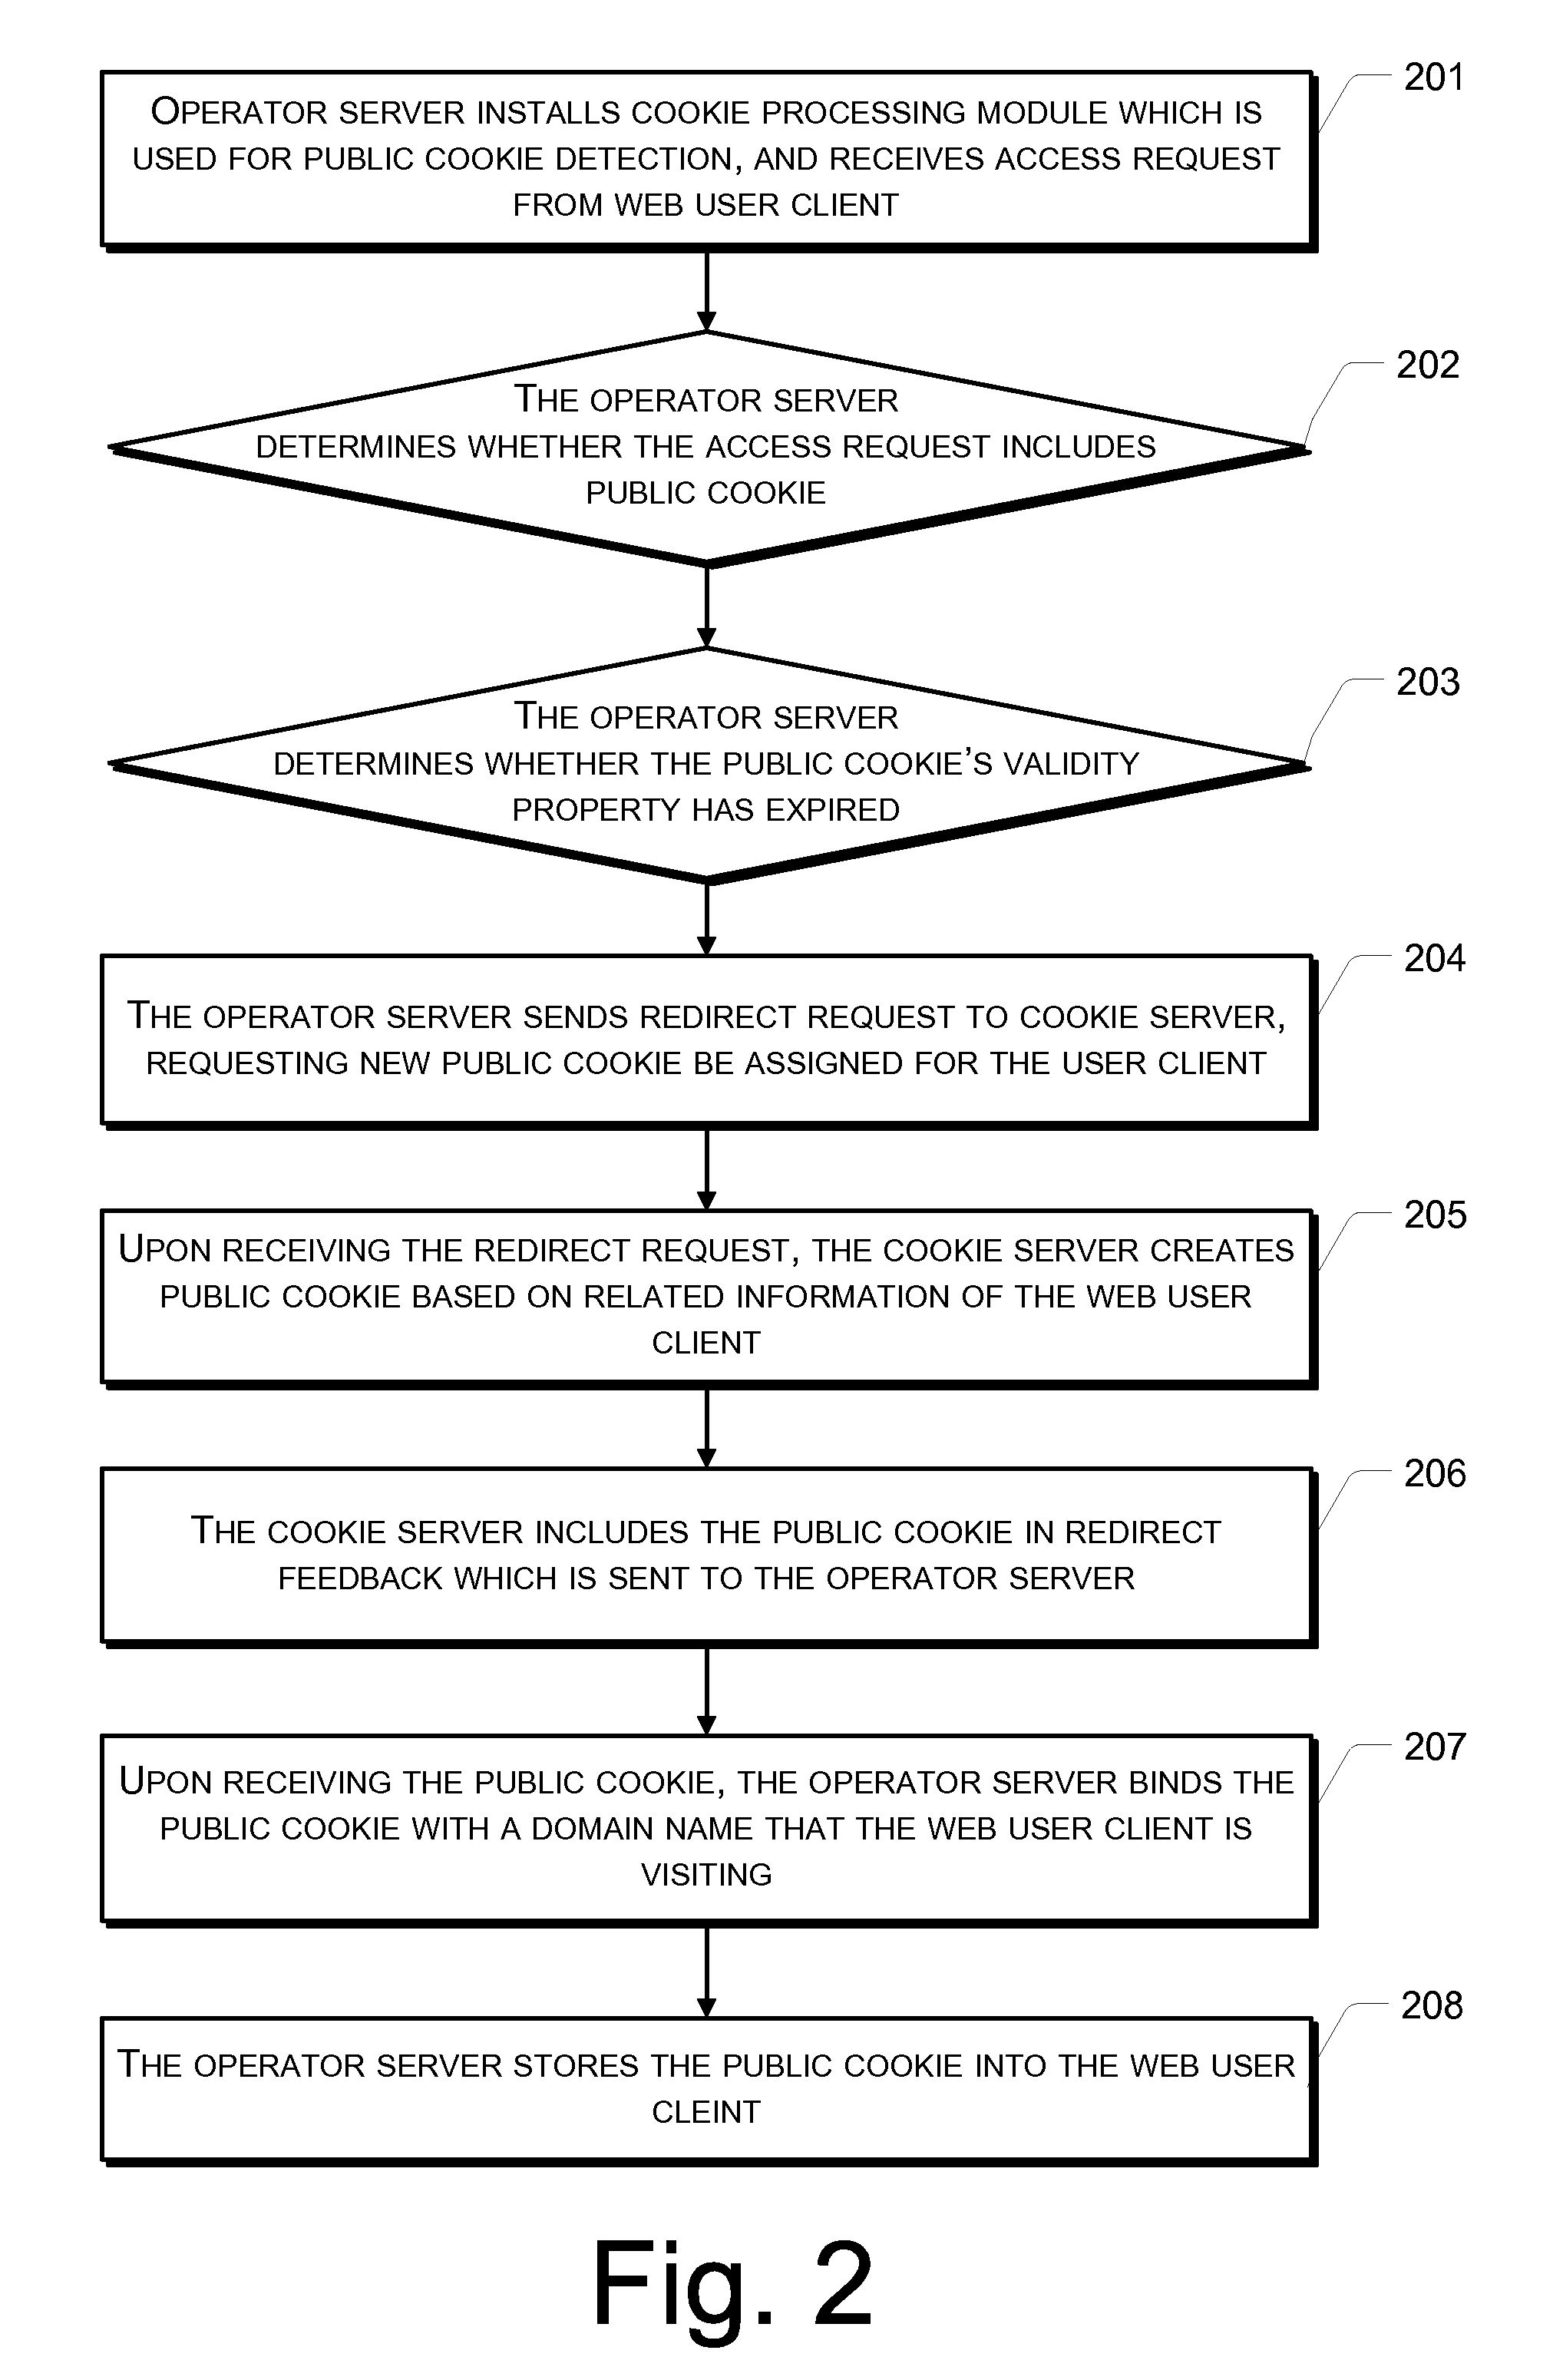 201
OPERATOR SERVER INSTALLS COOKIE PROCESSING MODULE WHICH IS
USED FOR PUBLIC COOKIE DETECTION, AND RECEIVES ACCESS REQUEST
FROM WEB USER CLIENT
202
THE OPERATOR SERVER
DETERMINES WHETHER THE ACCESS REQUEST INCLUDES
PUBLIC COOKIE
203
THE OPERATOR SERVER
DETERMINES WHETHER THE PUBLIC COOKIE'S VALIDITY
PROPERTY HAS EXPIRED
204
THE OPERATOR SERVER SENDS REDIRECT REQUEST TO COOKIE SERVER,
REQUESTING NEW PUBLIC COOKIE BE ASSIGNED FOR THE USER CLIENT
205
UPON RECEIVING THE REDIRECT REQUEST, THE COOKIE SERVER CREATES
PUBLIC COOKIE BASED ON RELATED INFORMATION OF THE WEB USER
CLIENT
206
THE COOKIE SERVER INCLUDES THE PUBLIC COOKIE IN REDIRECT
FEEDBACK WHICH IS SENT TO THE OPERATOR SERVER
207
UPON RECEIVING THE PUBLIC COOKIE, THE OPERATOR SERVER BINDS THE
PUBLIC COOKIE WITH A DOMAIN NAME THAT THE WEB USER CLIENT IS
VISITING
208
THE OPERATOR SERVER STORES THE PUBLIC COOKIE INTO THE WEB USER
CLEINT
Fig. 2